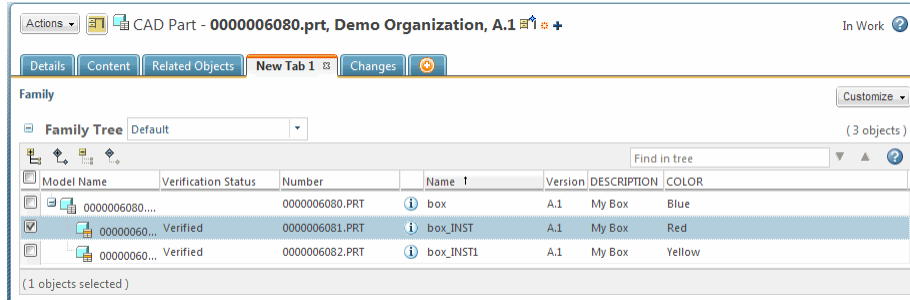 Actions CAD Part - 0000006080.prt, Demo Organization, A.1 In Work
Details Content Related Objects New Tab 1 Changes
Family
Customize
Family Tree Default (3 objects)
Find in tree
Model Name Verification Status Number Name Version DESCRIPTION COLOR
0000006080.... 0000006080.PRT box A.1 My Box Blue
00000060... Verified 0000006081.PRT box_INST A.1 My Box Red
00000060... Verified 0000006082.PRT box_INST1 A.1 My Box Yellow
(1 objects selected)